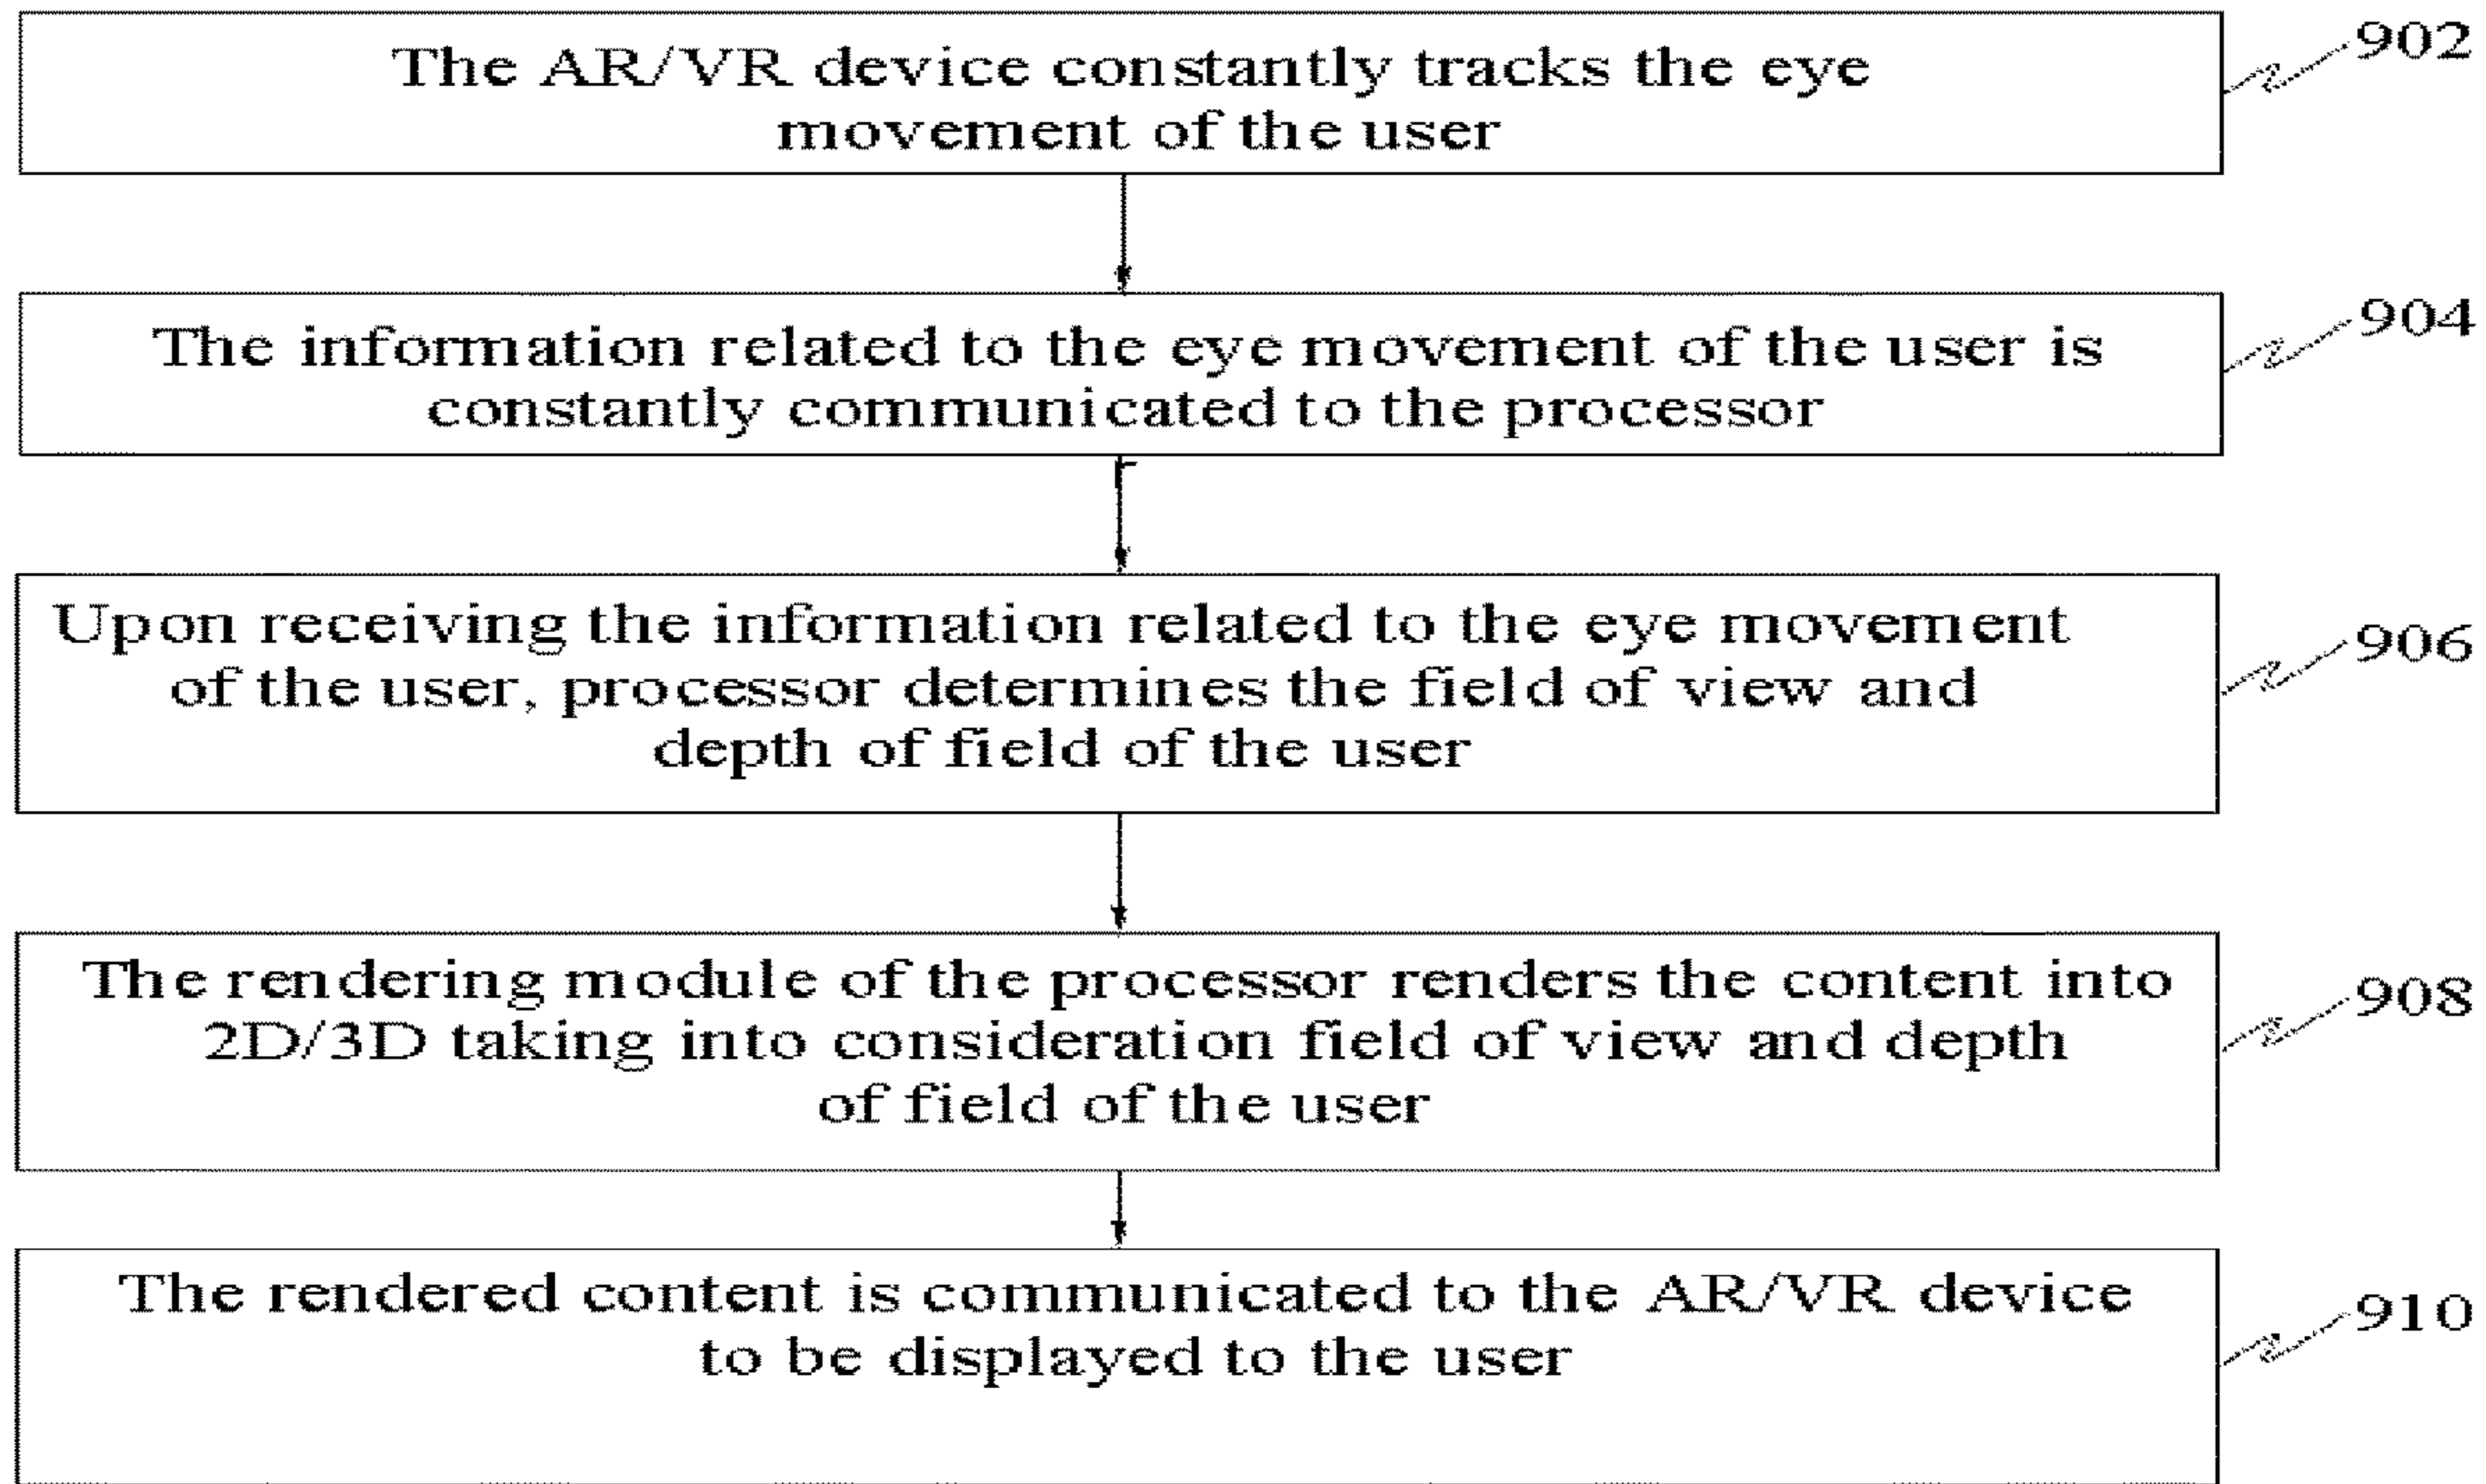 The AR/VR device constantly tracks the eye
movement of the user
902
The information related to the eye movement of the user is
constantly communicated to the processor
904
Upon receiving the information related to the eye movement
of the user, processor determines the field of view and
depth of field of the user
906
The rendering module of the processor renders the content into
2D/3D taking into consideration field of view and depth
of field of the user
908
The rendered content is communicated to the AR/VR device
to be displayed to the user
910